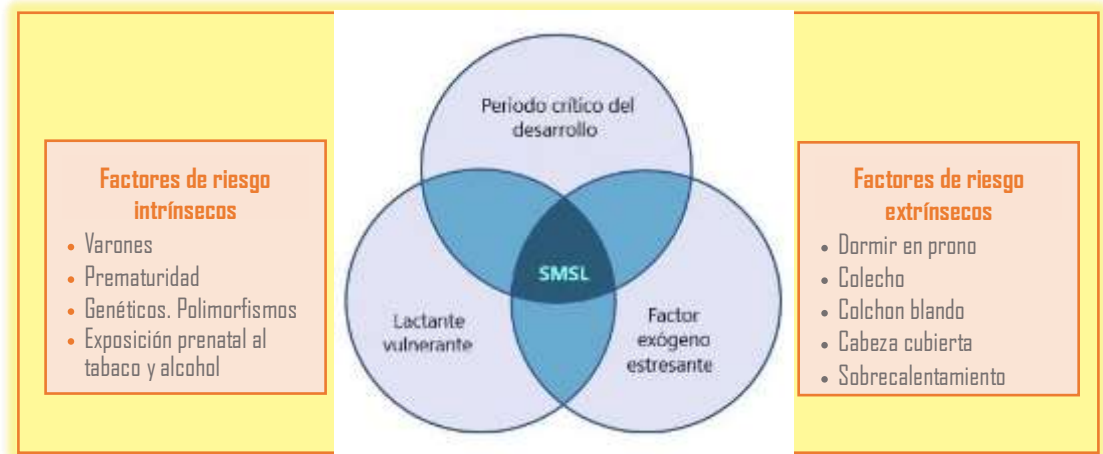 Factores de riesgo
intrínsecos
• Varones
• Prematuridad
• Genéticos. Polimorfismos
• Exposición prenatal al
tabaco y alcohol
Periodo crítico del
desarrollo
SMSL
Lactante
vulnerante
Factor
exógeno
estresante
Factores de riesgo
extrínsecos
• Dormir en prono
• Colecho
• Colchon blando
• Cabeza cubierta
• Sobrecalentamiento